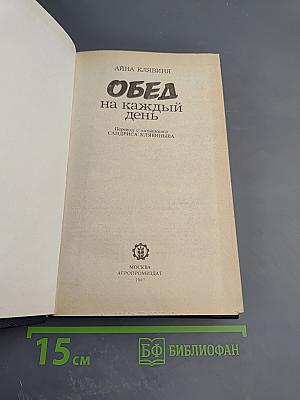 АЙНА КЛЯВИНЯ
ОБЕД
на каждый
день
Перевод с латышского
САНДРИСА КЛЯВИНЬША
МОСКВА
АГРОПРОМИЗДАТ
1987
15 см
БФ БИБЛИОФАН